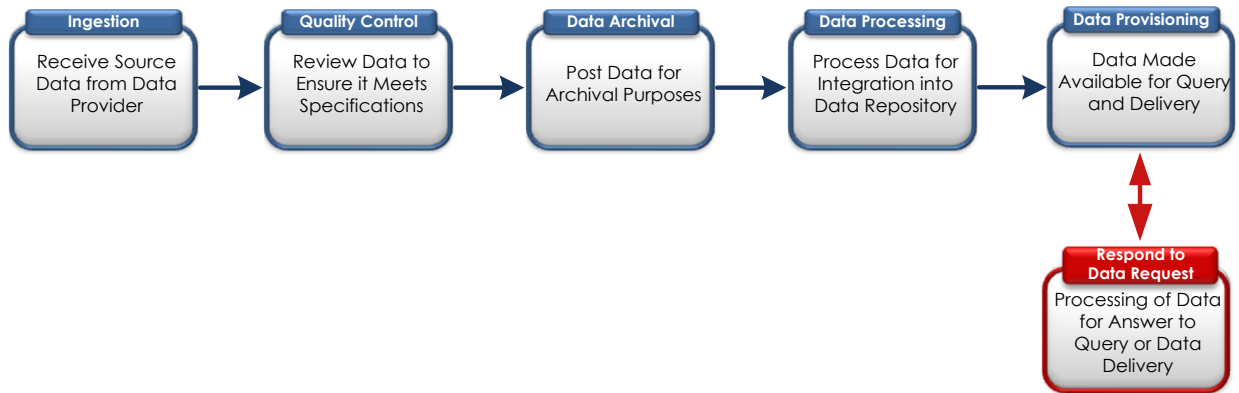 Ingestion
Receive Source
Data from Data
Provider
Quality Control
Review Data to
Ensure it Meets
Specifications
Data Archival
Post Data for
Archival Purposes
Data Processing
Process Data for
Integration into
Data Repository
Data Provisioning
Data Made
Available for Query
and Delivery
Respond to
Data Request
Processing of Data
for Answer to
Query or Data
Delivery